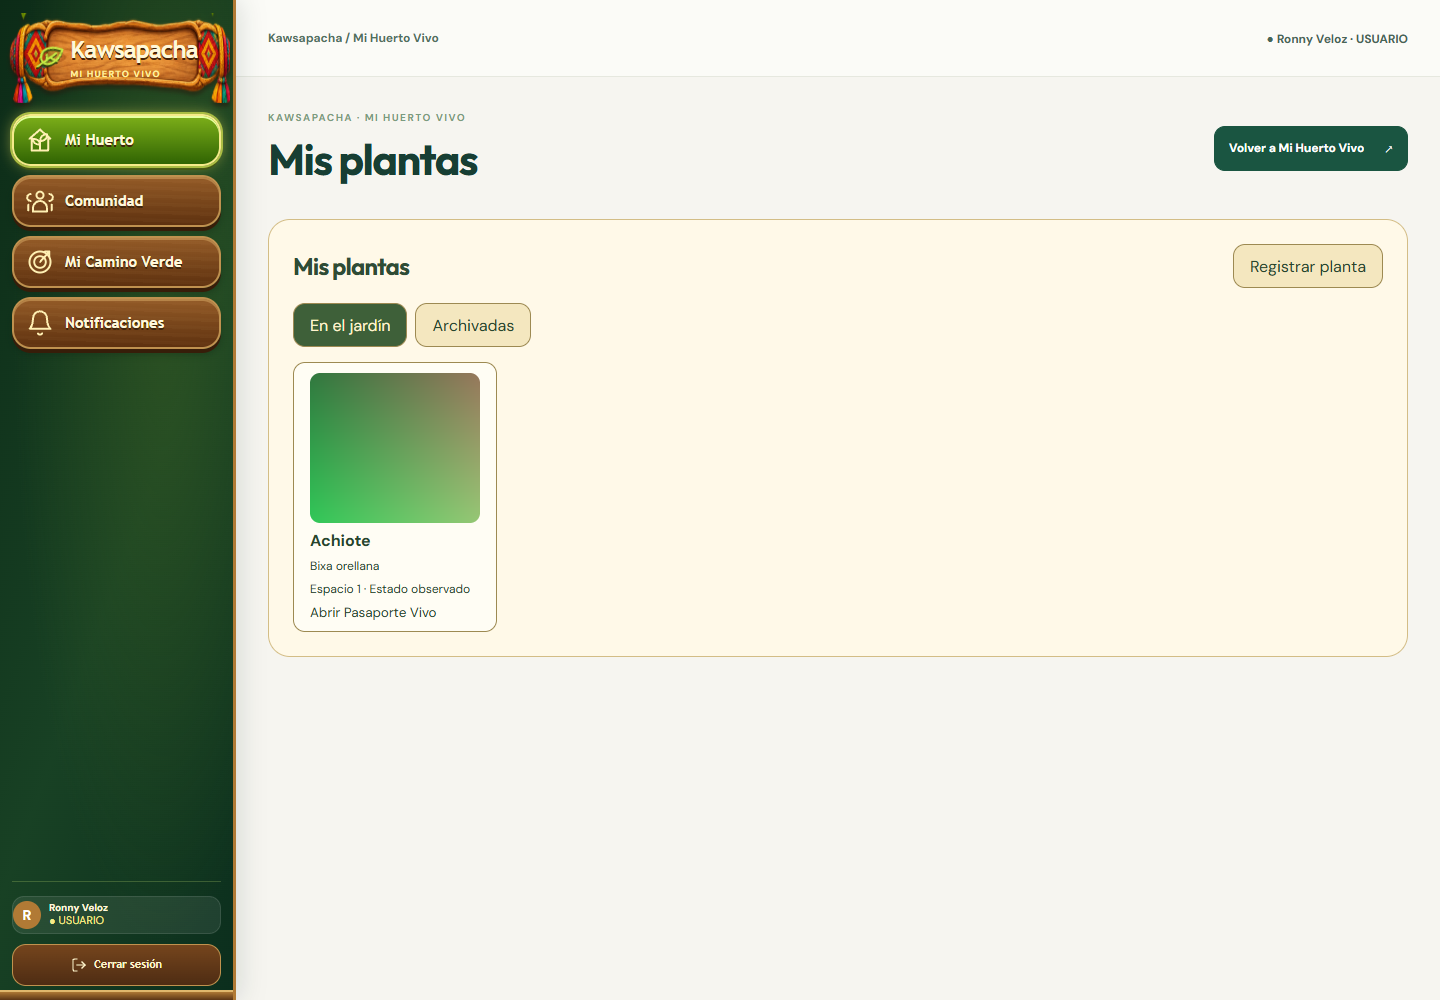 Kawsapacha
MI HUERTO VIVO
Mi Huerto
Comunidad
Mi Camino Verde
Notificaciones
Ronny Veloz
● USUARIO
R
Cerrar sesión
Kawsapacha / Mi Huerto Vivo
● Ronny Veloz · USUARIO
KAWSAPACHA · MI HUERTO VIVO
Mis plantas
Volver a Mi Huerto Vivo ↗
Mis plantas
Registrar planta
En el jardín
Archivadas
Achiote
Bixa orellana
Espacio 1 · Estado observado
Abrir Pasaporte Vivo